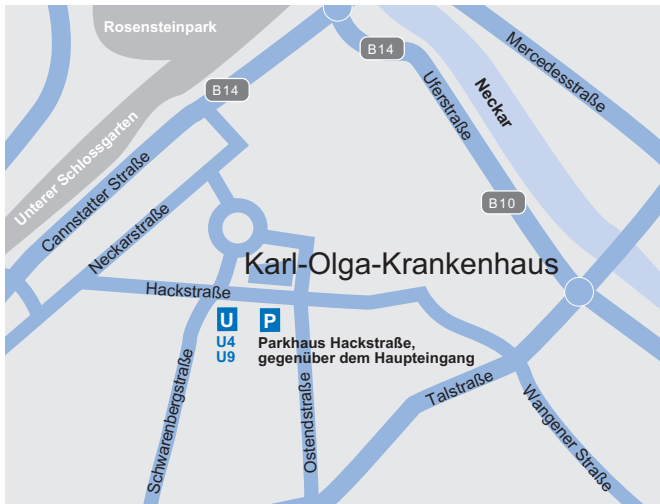 Rosensteinpark
B14
B14
Mercedesstraße
Uferstraße
Neckar
Unterer Schlossgarten
Cannstatter Straße
Neckarstraße
B10
Karl-Olga-Krankenhaus
Hackstraße
U
P
U4
U9
Parkhaus Hackstraße,
gegenüber dem Haupteingang
Schwarenbergstraße
Ostendstraße
Talstraße
Wangener Straße